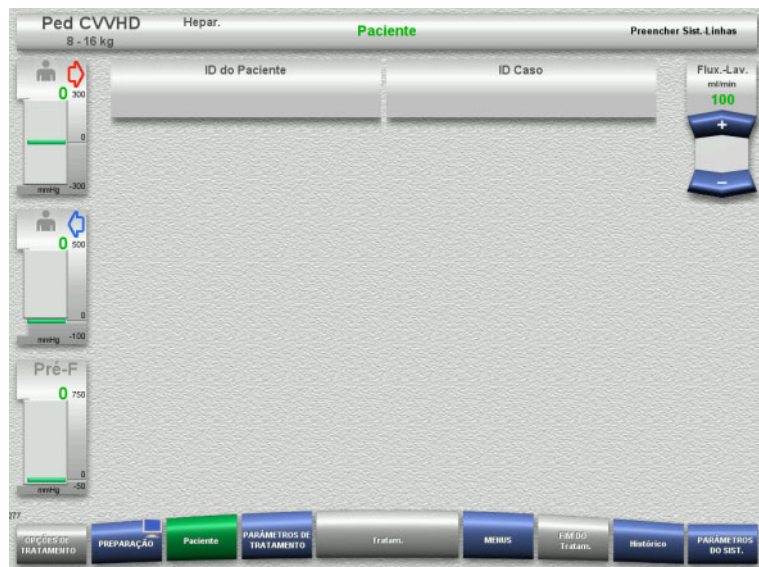 Ped CVVHD
8 - 16 kg
Hepar.
Paciente
Preencher Sist.-Linhas
ID do Paciente
ID Caso
Flux.-Lav.
ml/min
100
+
–
0
300
0
-300
mmHg
0
500
0
-100
mmHg
Pré-F
0
750
0
-50
mmHg
277
OPÇÕES DE
TRATAMENTO
PREPARAÇÃO
Paciente
PARÂMETROS DE
TRATAMENTO
Tratam.
MENUS
FIM DO
Tratam.
Histórico
PARÂMETROS
DO SIST.